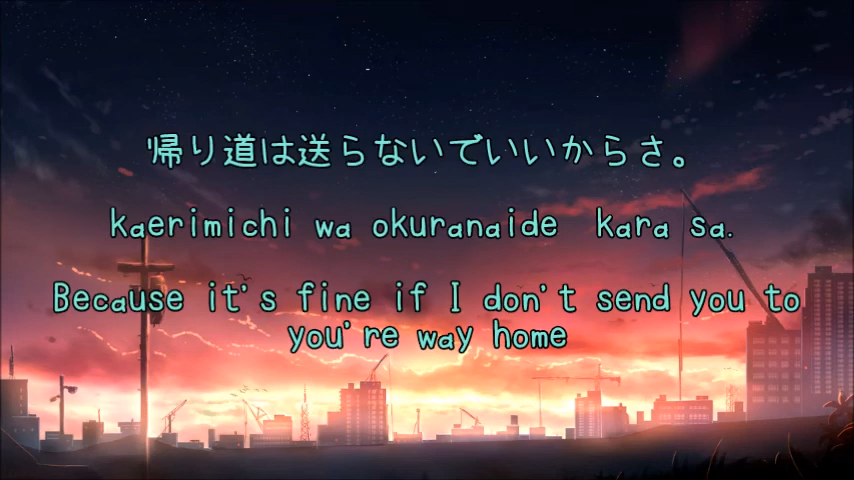 帰り道は送らないでいいからさ。
kaerimichi wa okuranaide kara sa.
Because it's fine if I don't send you to
you're way home